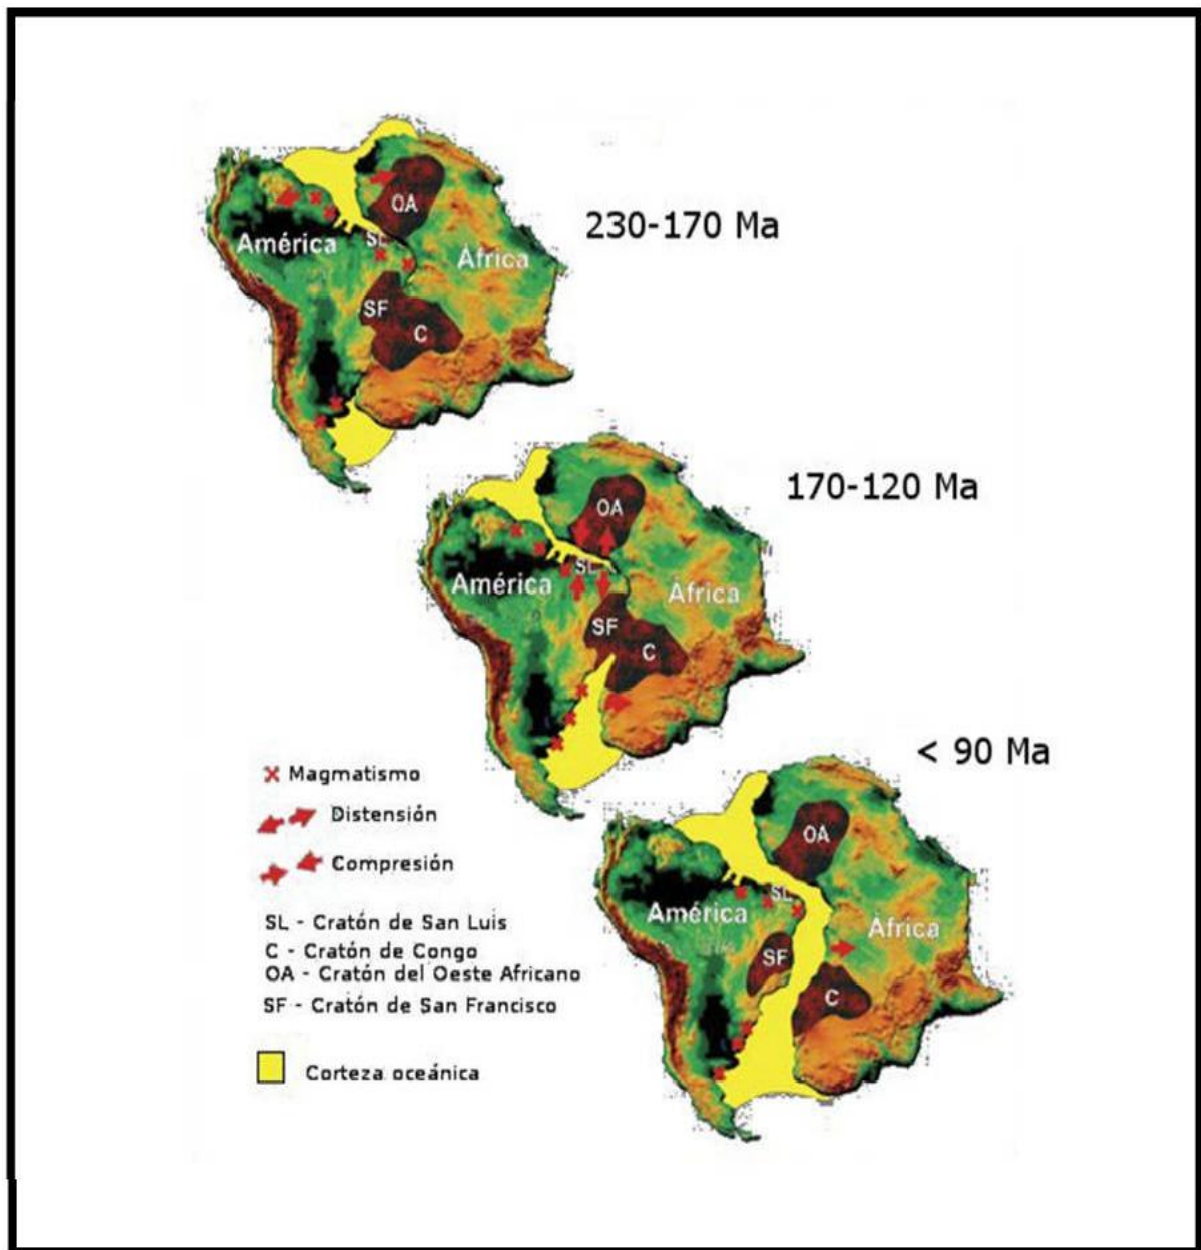 OA
230-170 Ma
América
SL
África
SF
C
170-120 Ma
OA
SL
América
África
SF
C
< 90 Ma
OA
SL
América
África
SF
C
Magmatismo
Distensión
Compresión
SL - Cratón de San Luis
C - Cratón de Congo
OA - Cratón del Oeste Africano
SF - Cratón de San Francisco
Corteza oceánica